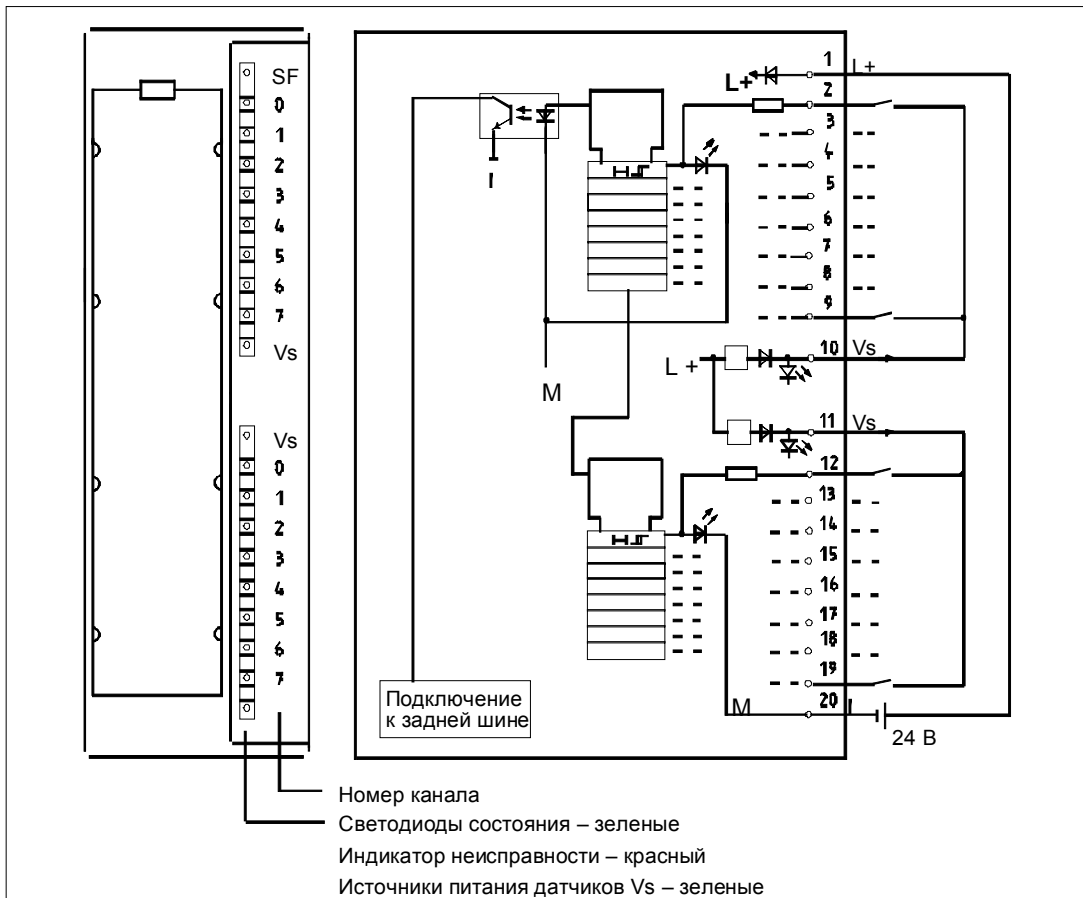 SF
0
1
2
3
4
5
6
7
Vs
Vs
0
1
2
3
4
5
6
7
L+
1 L+
2
3
4
5
6
7
8
9
M
L + 10 Vs
11 Vs
12
13
14
15
16
17
18
19
M 20
24 В
Подключение
к задней шине
Номер канала
Светодиоды состояния – зеленые
Индикатор неисправности – красный
Источники питания датчиков Vs – зеленые